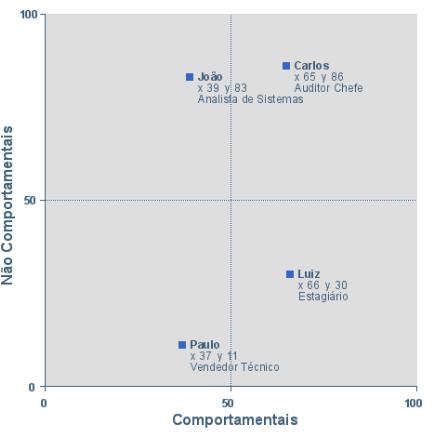 100
Carlos
x 65 y 86
Auditor Chefe
João
x 39 y 83
Analista de Sistemas
Não Comportamentais
50
Luiz
x 66 y 30
Estagiário
Paulo
x 37 y 11
Vendedor Técnico
0
0
50
100
Comportamentais